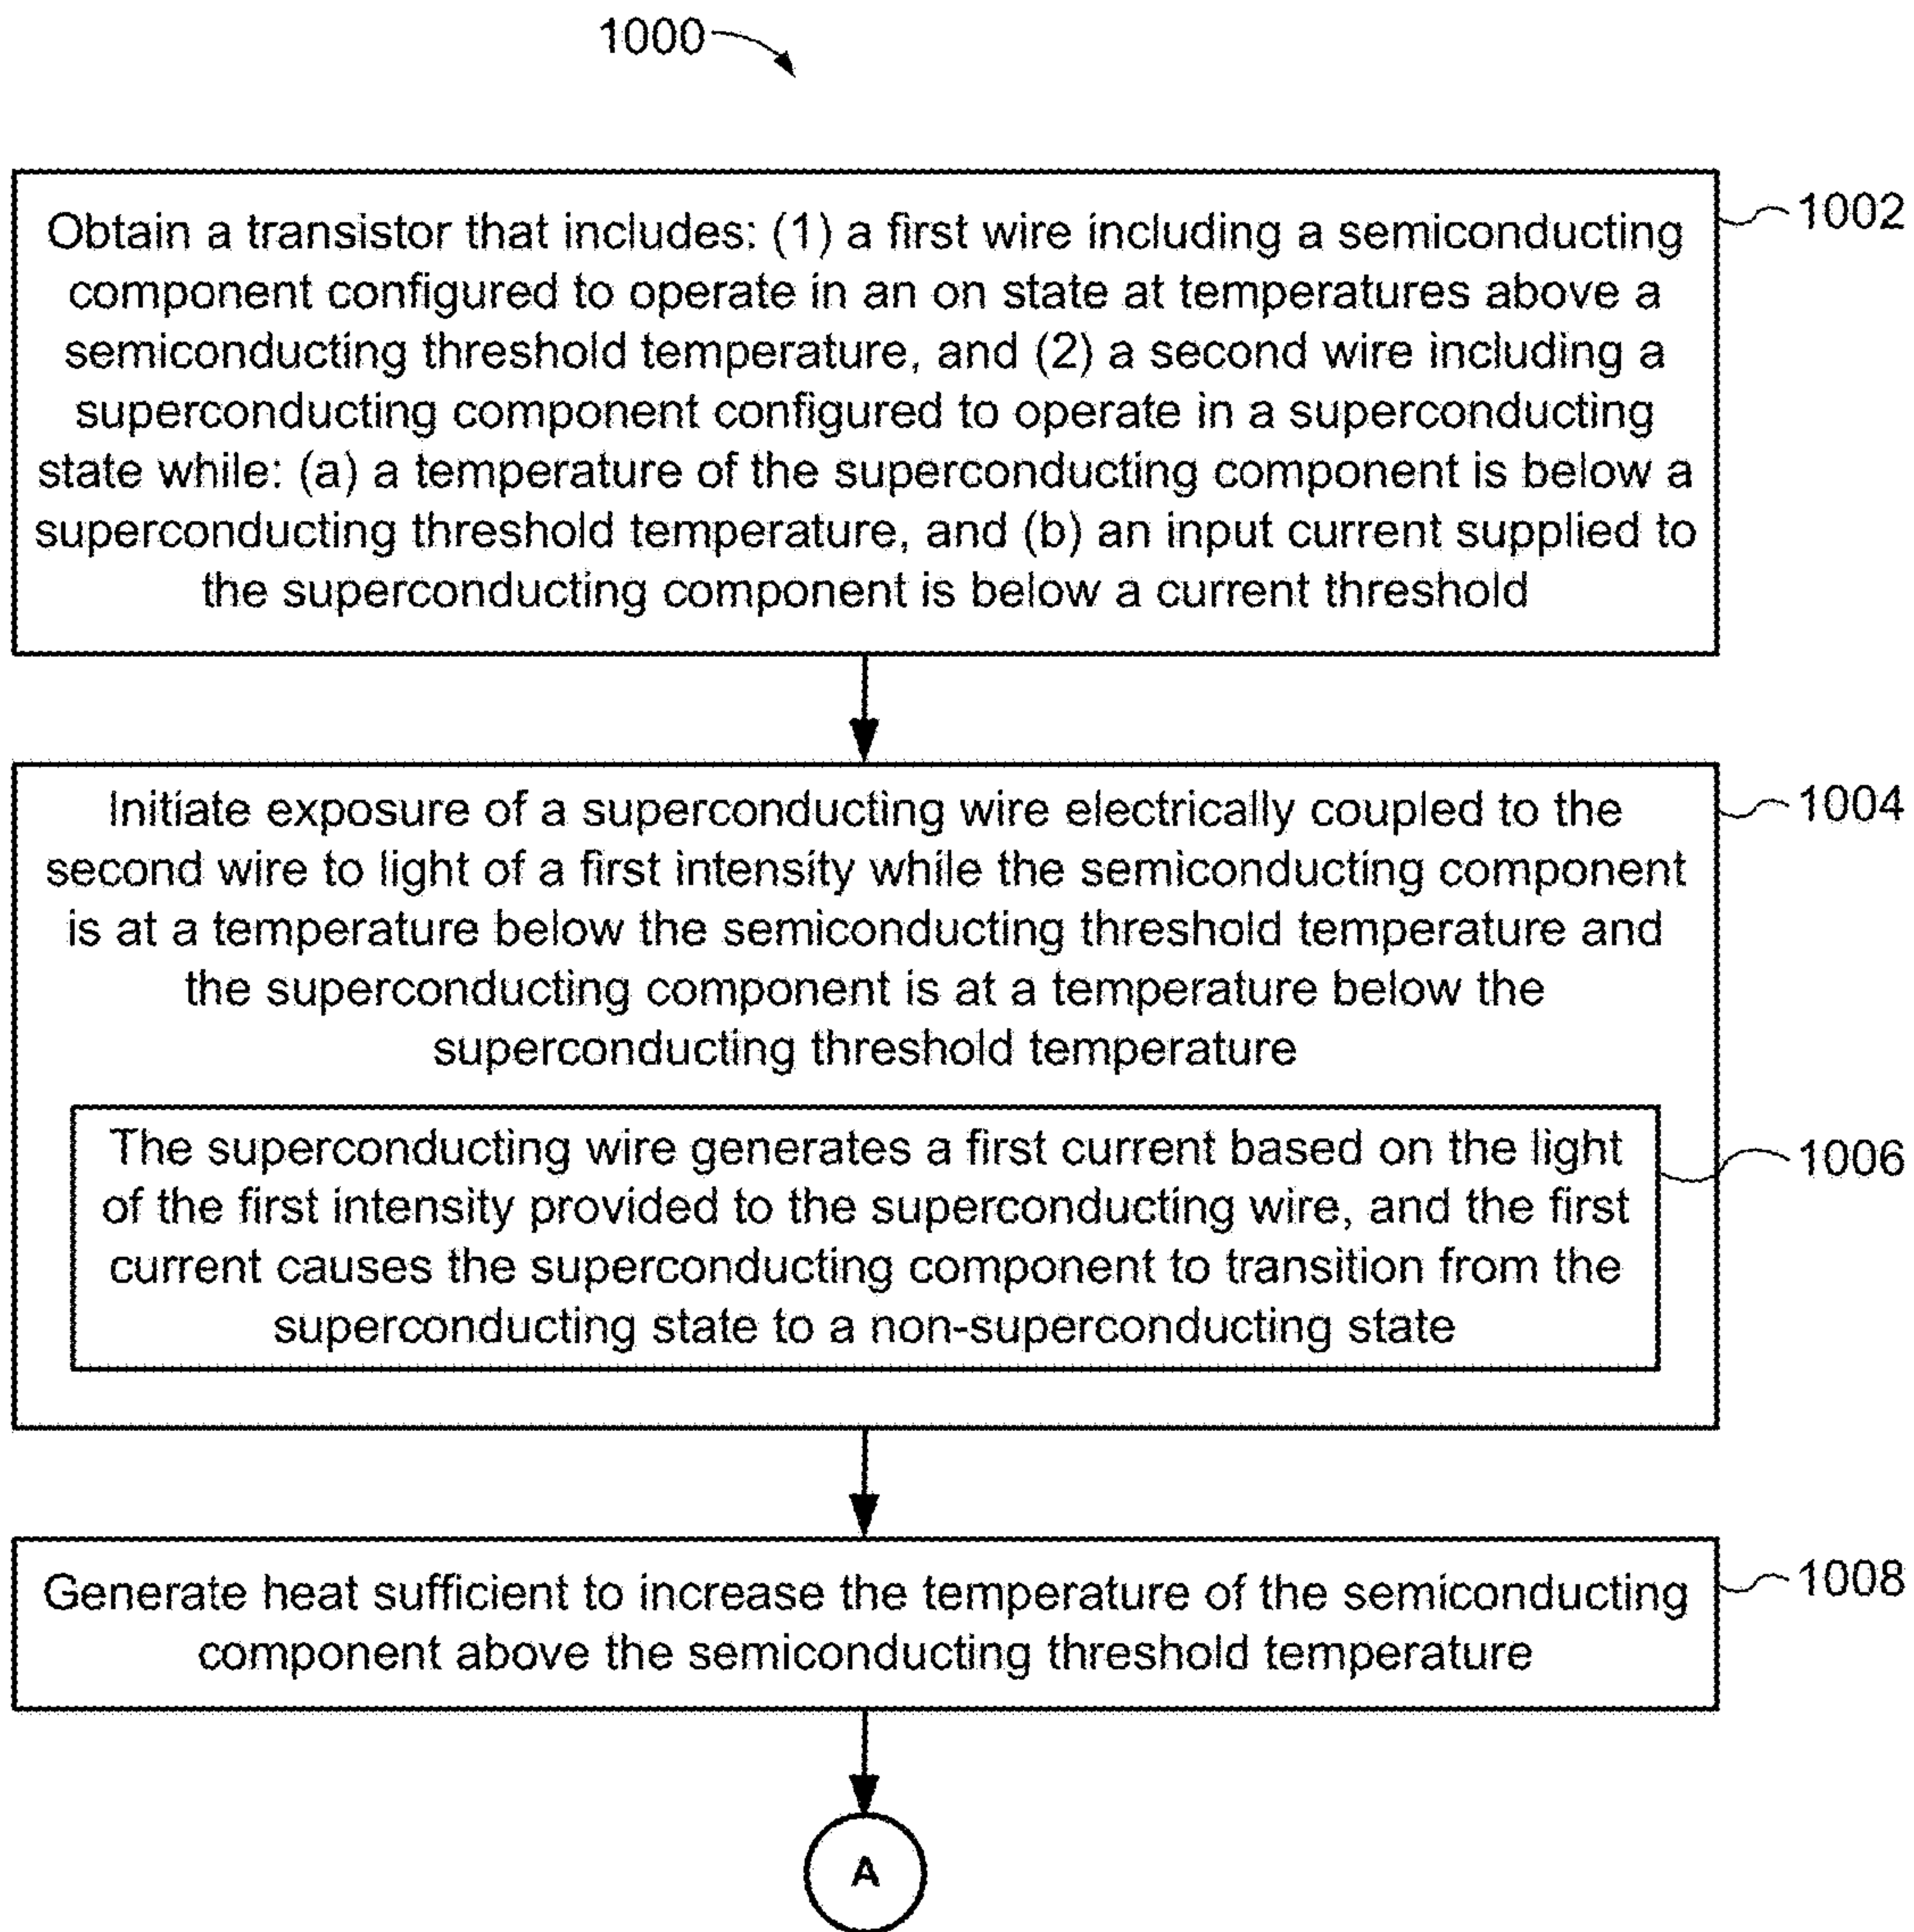 1000
Obtain a transistor that includes: (1) a first wire including a semiconducting
component configured to operate in an on state at temperatures above a
semiconducting threshold temperature, and (2) a second wire including a
superconducting component configured to operate in a superconducting
state while: (a) a temperature of the superconducting component is below a
superconducting threshold temperature, and (b) an input current supplied to
the superconducting component is below a current threshold
1002
Initiate exposure of a superconducting wire electrically coupled to the
second wire to light of a first intensity while the semiconducting component
is at a temperature below the semiconducting threshold temperature and
the superconducting component is at a temperature below the
superconducting threshold temperature
1004
The superconducting wire generates a first current based on the light
of the first intensity provided to the superconducting wire, and the first
current causes the superconducting component to transition from the
superconducting state to a non-superconducting state
1006
Generate heat sufficient to increase the temperature of the semiconducting
component above the semiconducting threshold temperature
1008
A